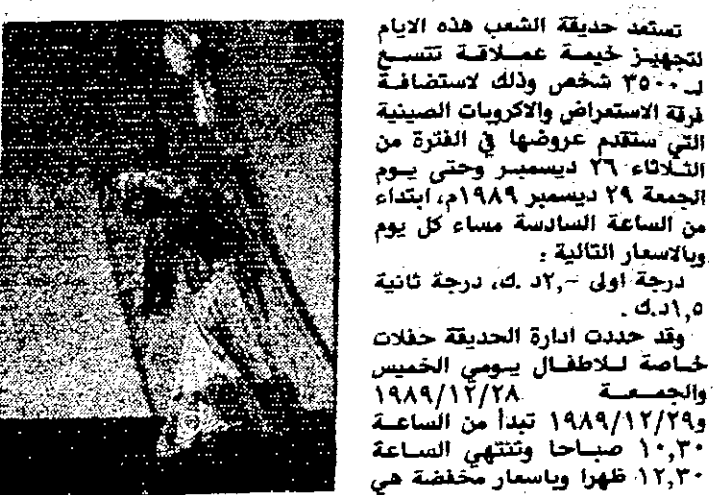 تستعد حديقة الشعب هذه الايام
لتجهيز خيمة عملاقة تتسع
لـ ٣٥٠٠ شخص وذلك لاستضافة
فرقة الاستعراض والاكروبات الصينية
التي ستقدم عروضها في الفترة من
الثلاثاء ٢٦ ديسمبر وحتى يوم
الجمعة ٢٩ ديسمبر ١٩٨٩م، ابتداء
من الساعة السادسة مساء كل يوم
وبالاسعار التالية :
درجة اولى -,٢د .ك، درجة ثانية
١,٥د.ك .
وقد حددت ادارة الحديقة حفلات
خاصة للاطفال يومي الخميس
والجمعة ١٩٨٩/١٢/٢٨
و١٩٨٩/١٢/٢٩ تبدأ من الساعة
١٠,٣٠ صباحا وتنتهي الساعة
١٢,٣٠ ظهرا وباسعار مخفضة هي